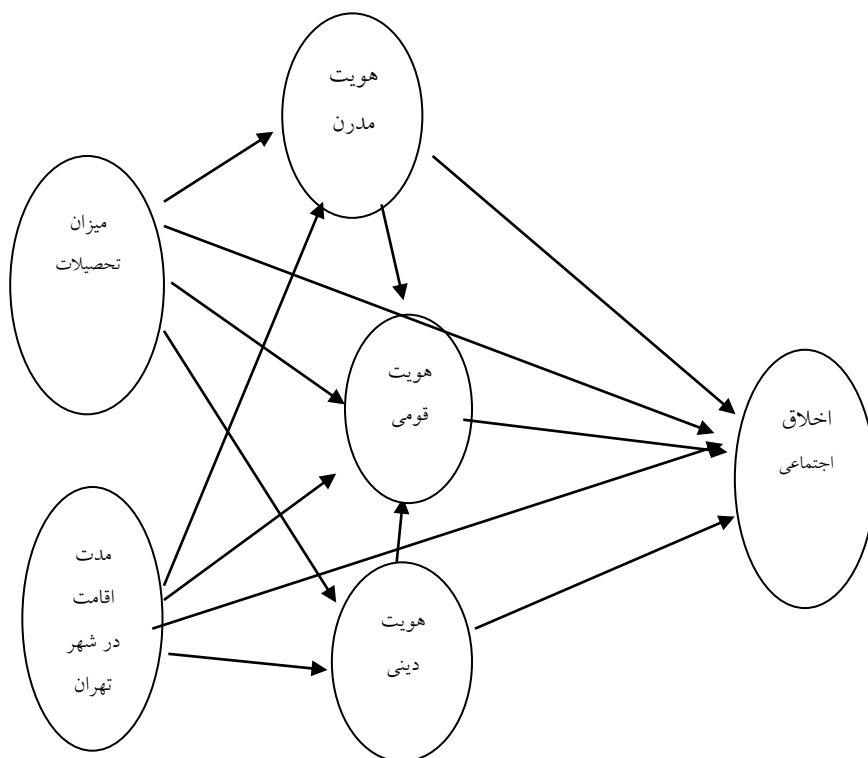 هویت
مدرن
میزان
تحصیلات
هویت
قومی
اخلاق
اجتماعی
مدت
اقامت
در شهر
تهران
هویت
دینی